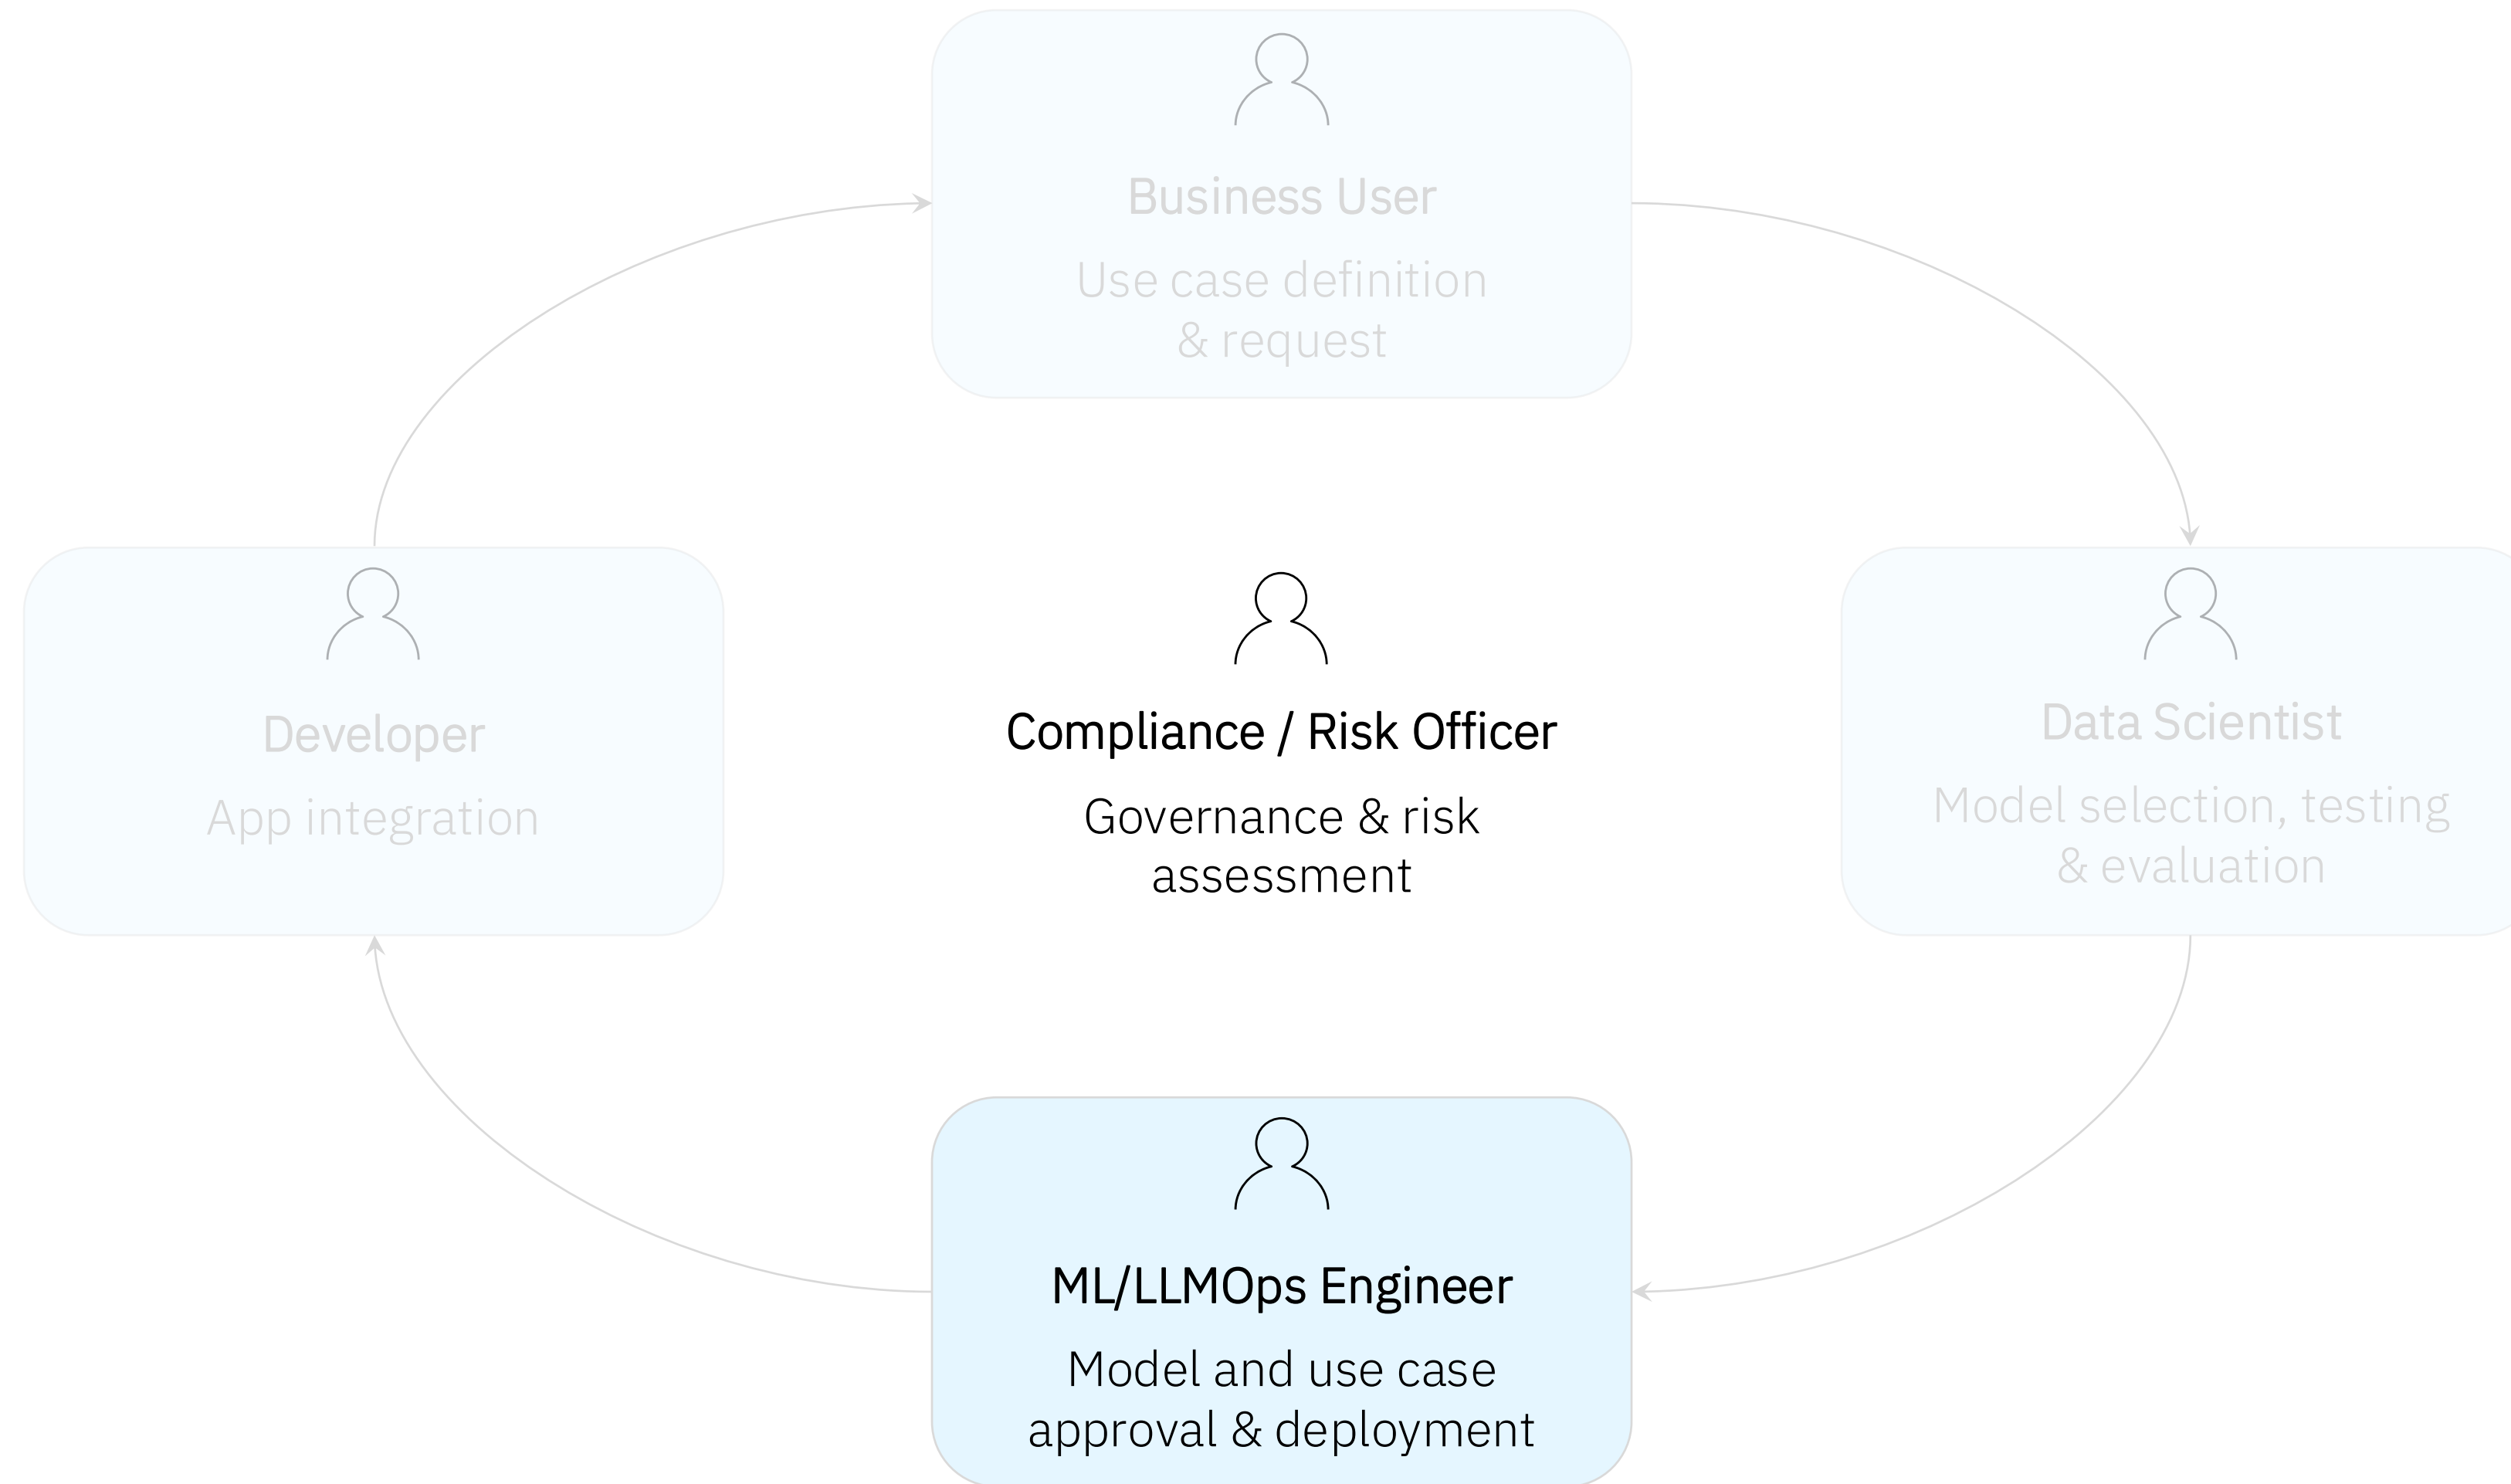 Business User
Use case definition
& request
Developer
App integration
Compliance / Risk Officer
Governance & risk
assessment
Data Scientist
Model selection, testing
& evaluation
ML/LLMOps Engineer
Model and use case
approval & deployment